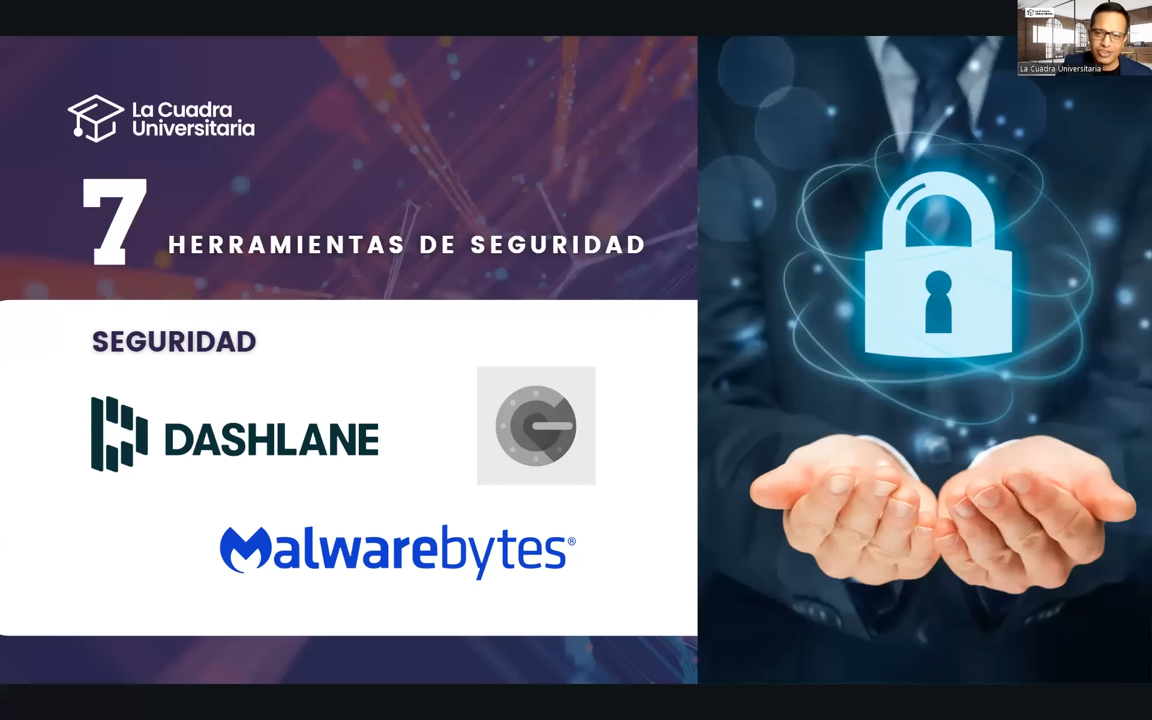 La Cuadra
Universitaria
7 HERRAMIENTAS DE SEGURIDAD
SEGURIDAD
DASHLANE
Malwarebytes®
La Cuadra Universitaria